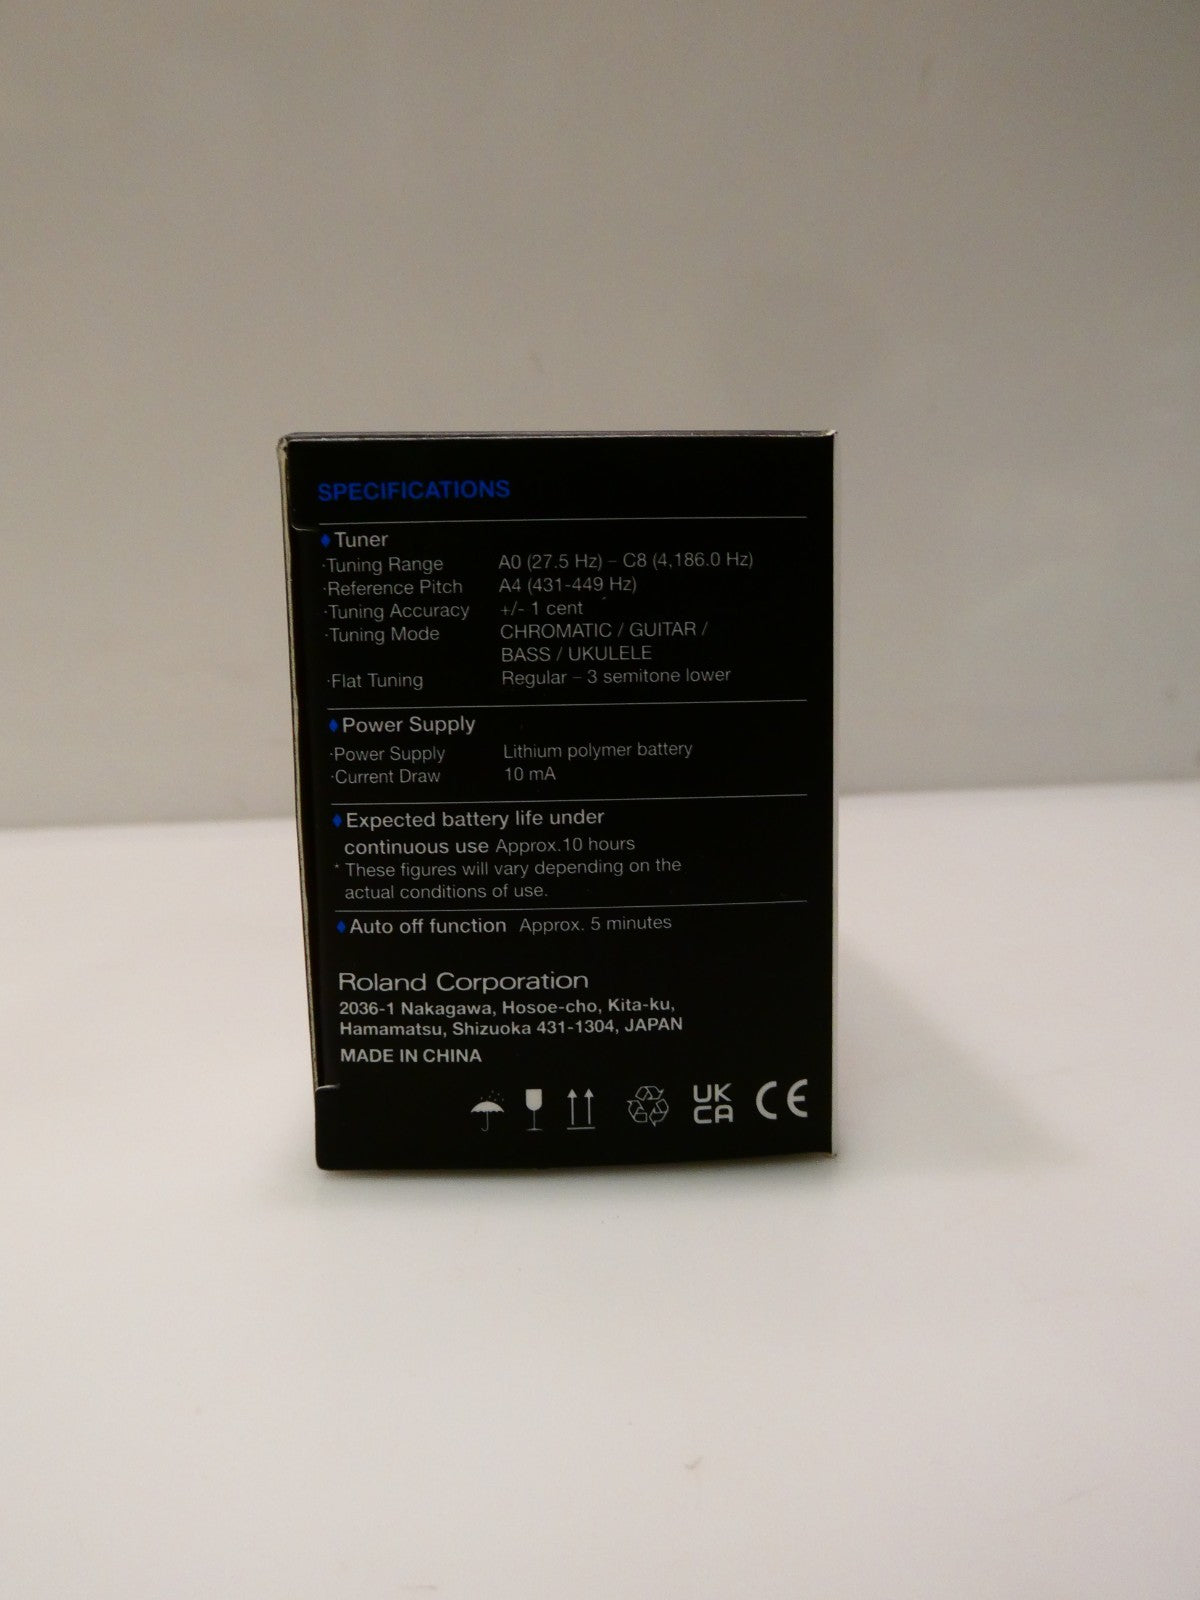 SPECIFICATIONS
Tuner
·Tuning Range A0 (27.5 Hz) – C8 (4,186.0 Hz)
·Reference Pitch A4 (431-449 Hz)
·Tuning Accuracy +/- 1 cent
·Tuning Mode CHROMATIC / GUITAR /
BASS / UKULELE
·Flat Tuning Regular – 3 semitone lower
Power Supply
·Power Supply Lithium polymer battery
·Current Draw 10 mA
Expected battery life under
continuous use Approx.10 hours
* These figures will vary depending on the
actual conditions of use.
Auto off function Approx. 5 minutes
Roland Corporation
2036-1 Nakagawa, Hosoe-cho, Kita-ku,
Hamamatsu, Shizuoka 431-1304, JAPAN
MADE IN CHINA
UK
CA
CE